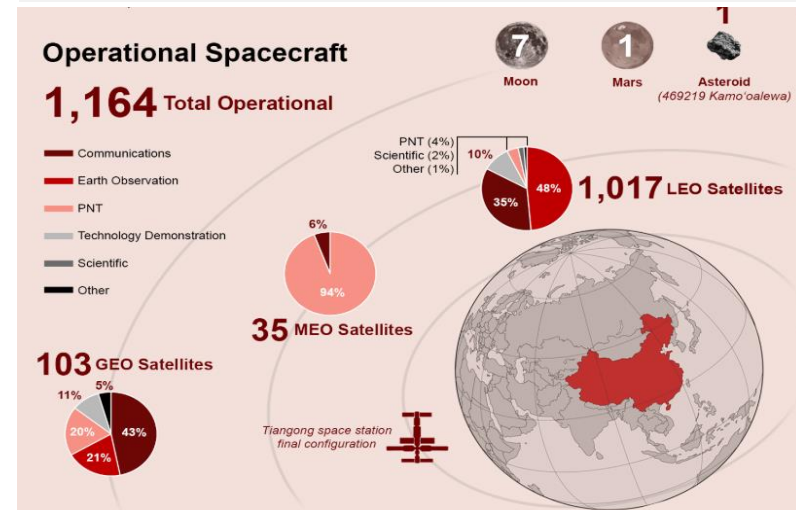 Operational Spacecraft
1,164 Total Operational
7
Moon
1
Mars
1
Asteroid
(469219 Kamoʻoalewa)
Communications
Earth Observation
PNT
Technology Demonstration
Scientific
Other
PNT (4%)
Scientific (2%)
Other (1%)
10%
35%
48%
1,017 LEO Satellites
6%
94%
35 MEO Satellites
103 GEO Satellites
5%
11%
20%
43%
21%
Tiangong space station
final configuration